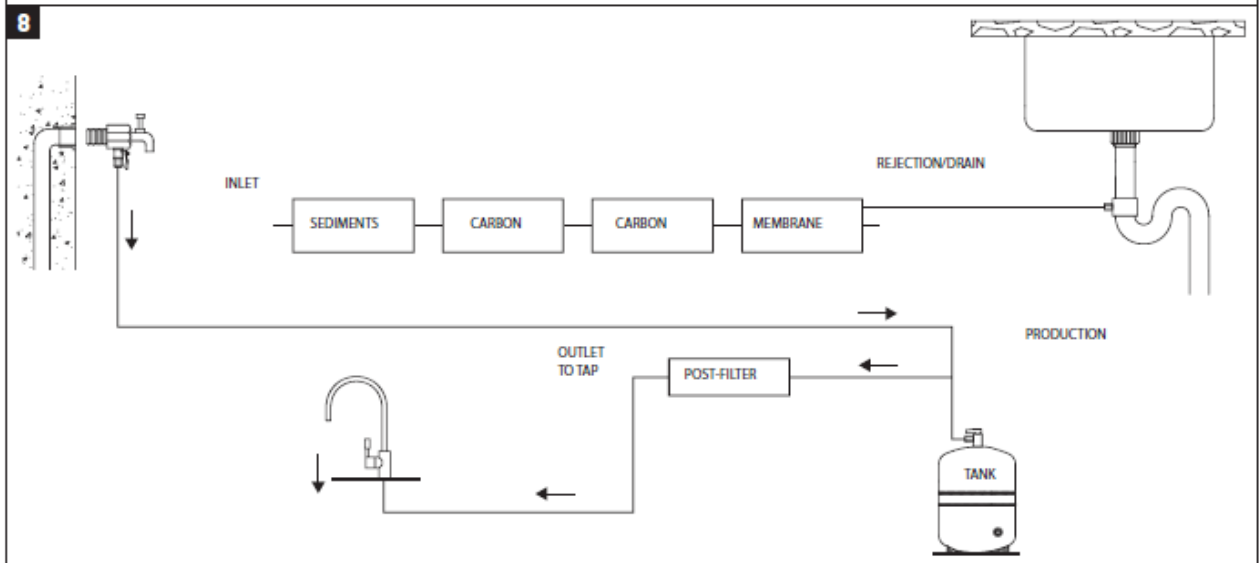 8
REJECTION/DRAIN
INLET
SEDIMENTS
CARBON
CARBON
MEMBRANE
PRODUCTION
OUTLET
TO TAP
POST-FILTER
TANK